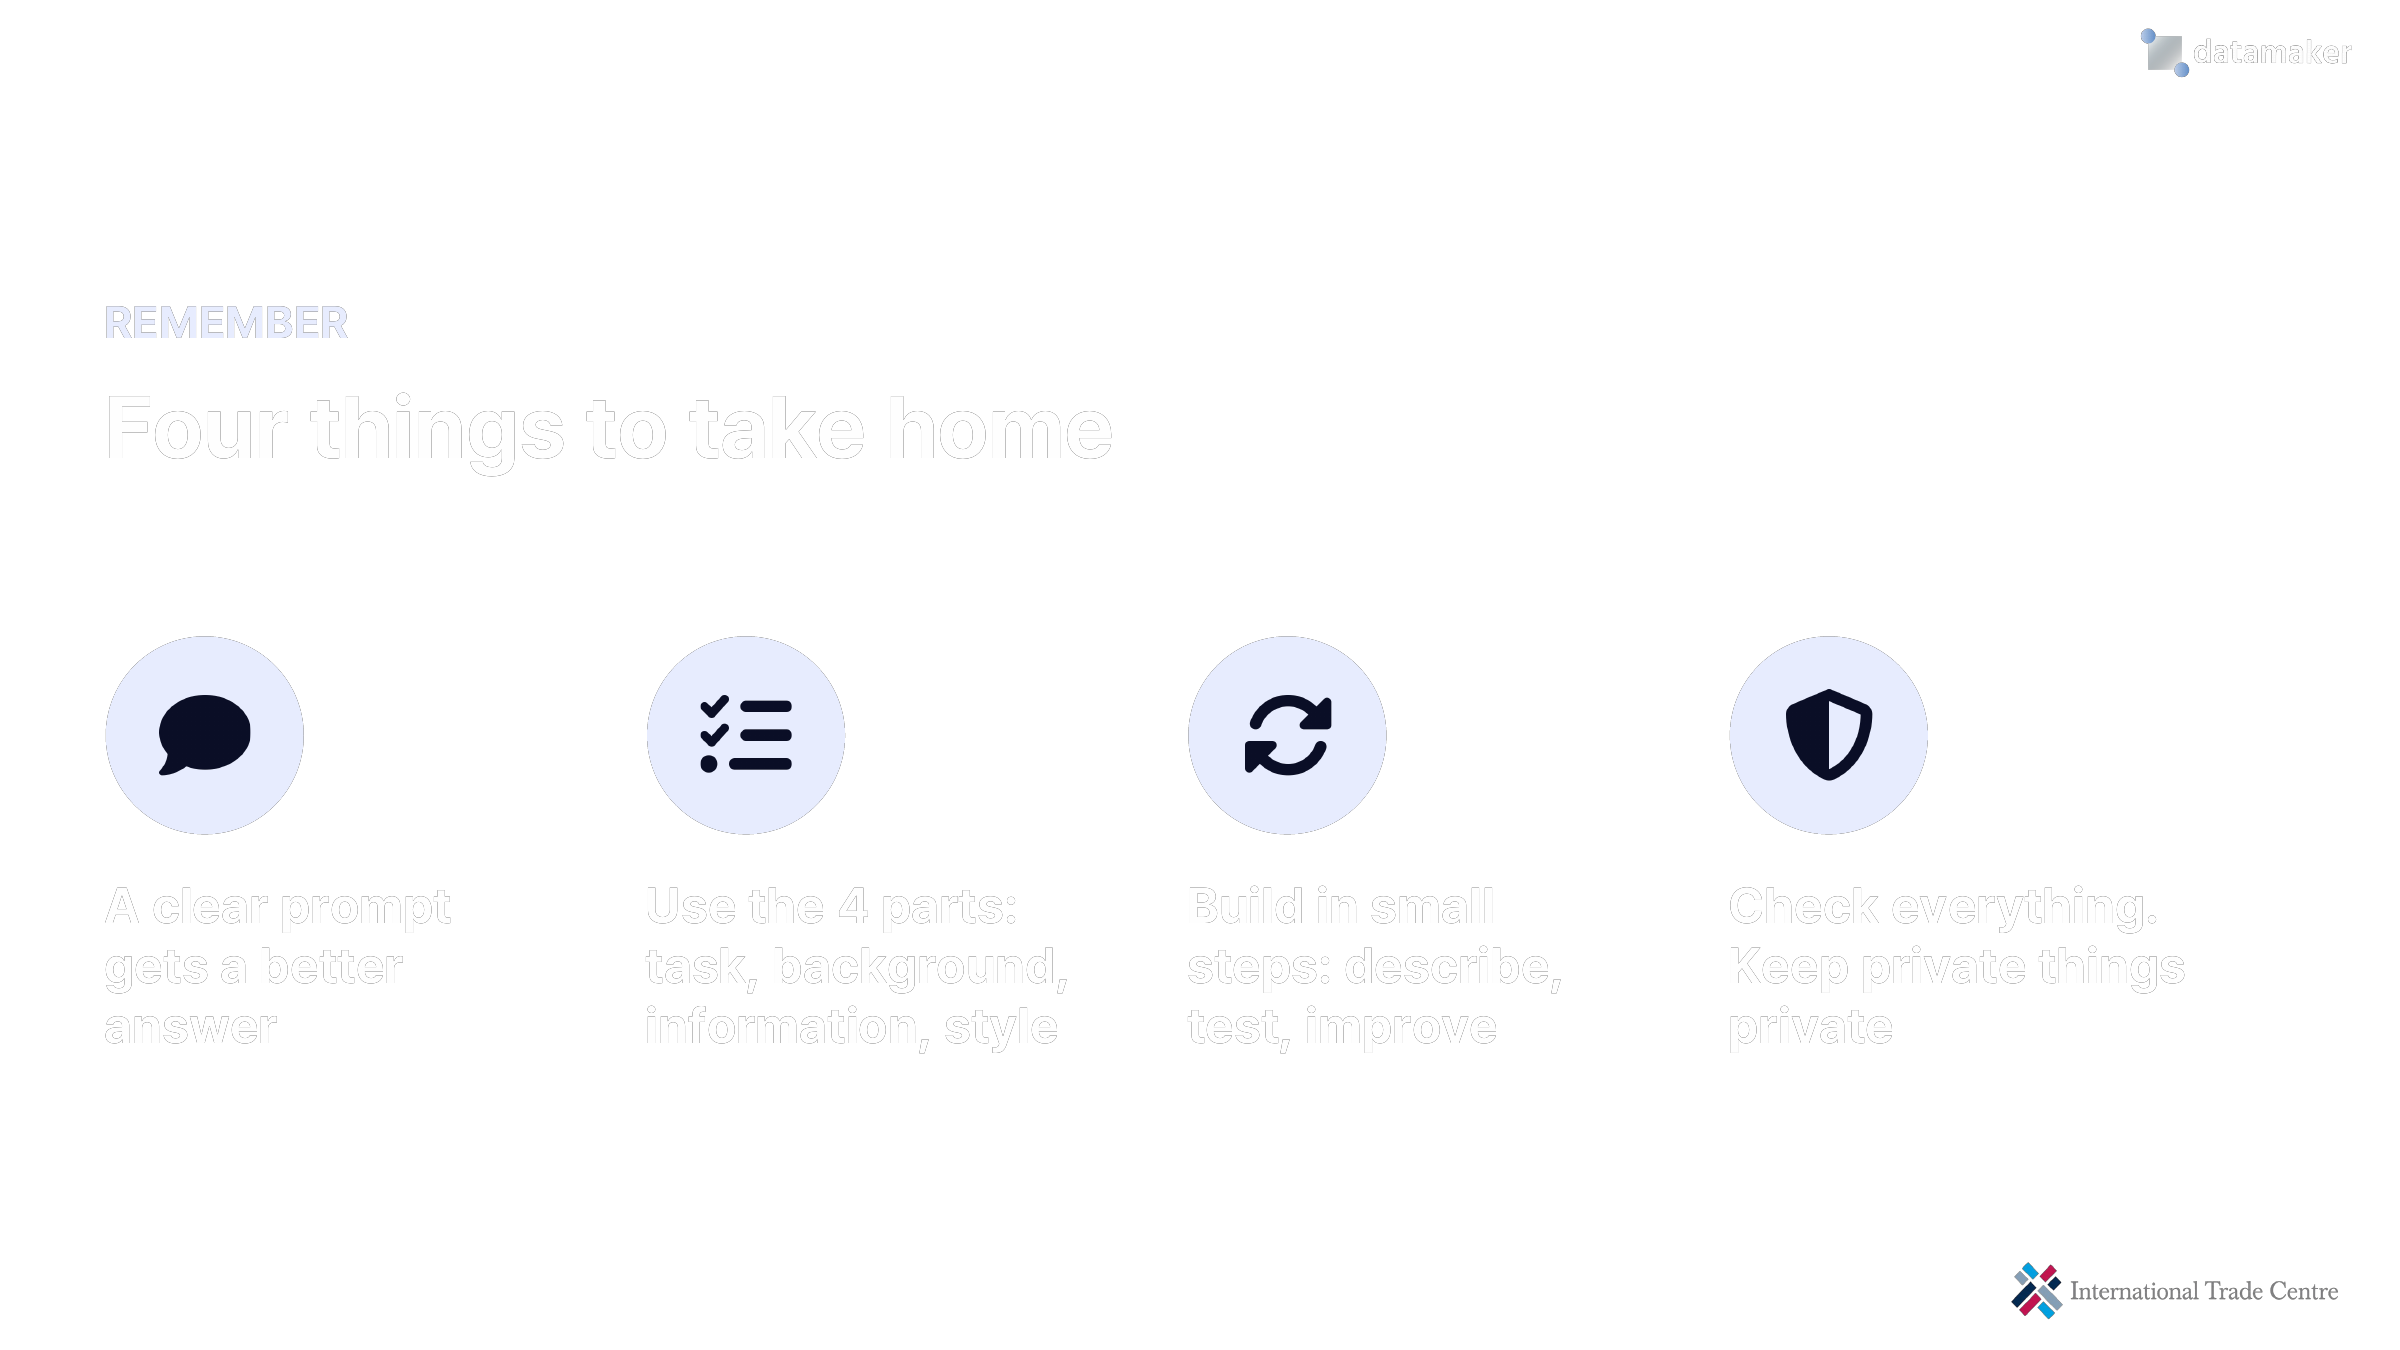 datamaker
REMEMBER
Four things to take home
A clear prompt
gets a better
answer
Use the 4 parts:
task, background,
information, style
Build in small
steps: describe,
test, improve
Check everything.
Keep private things
private
International Trade Centre